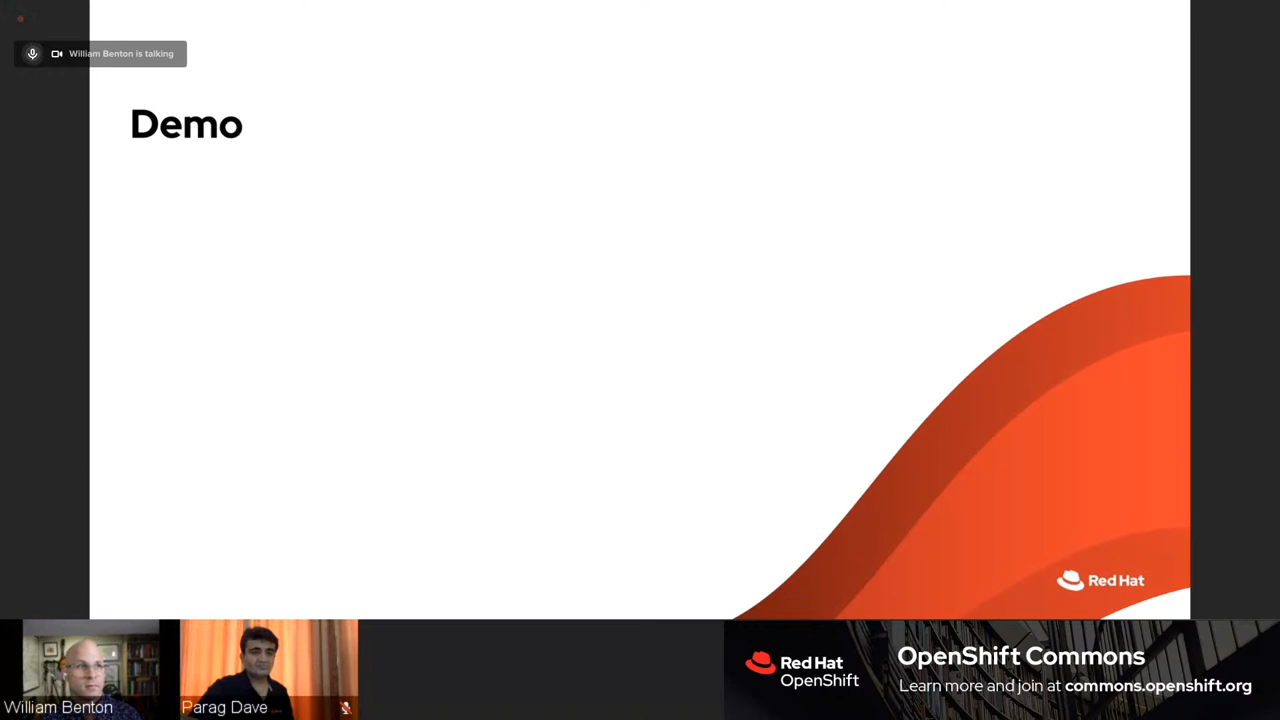 William Benton is talking
Demo
Red Hat
William Benton
Parag Dave
Red Hat
OpenShift
OpenShift Commons
Learn more and join at commons.openshift.org